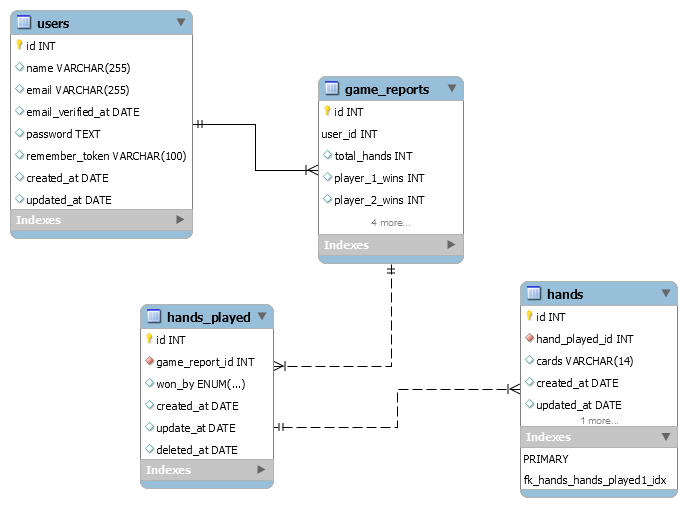 users
id INT
name VARCHAR(255)
email VARCHAR(255)
email_verified_at DATE
password TEXT
remember_token VARCHAR(100)
created_at DATE
updated_at DATE
Indexes
game_reports
id INT
user_id INT
total_hands INT
player_1_wins INT
player_2_wins INT
4 more...
Indexes
hands_played
id INT
game_report_id INT
won_by ENUM(...)
created_at DATE
update_at DATE
deleted_at DATE
Indexes
hands
id INT
hand_played_id INT
cards VARCHAR(14)
created_at DATE
updated_at DATE
1 more...
Indexes
PRIMARY
fk_hands_hands_played1_idx